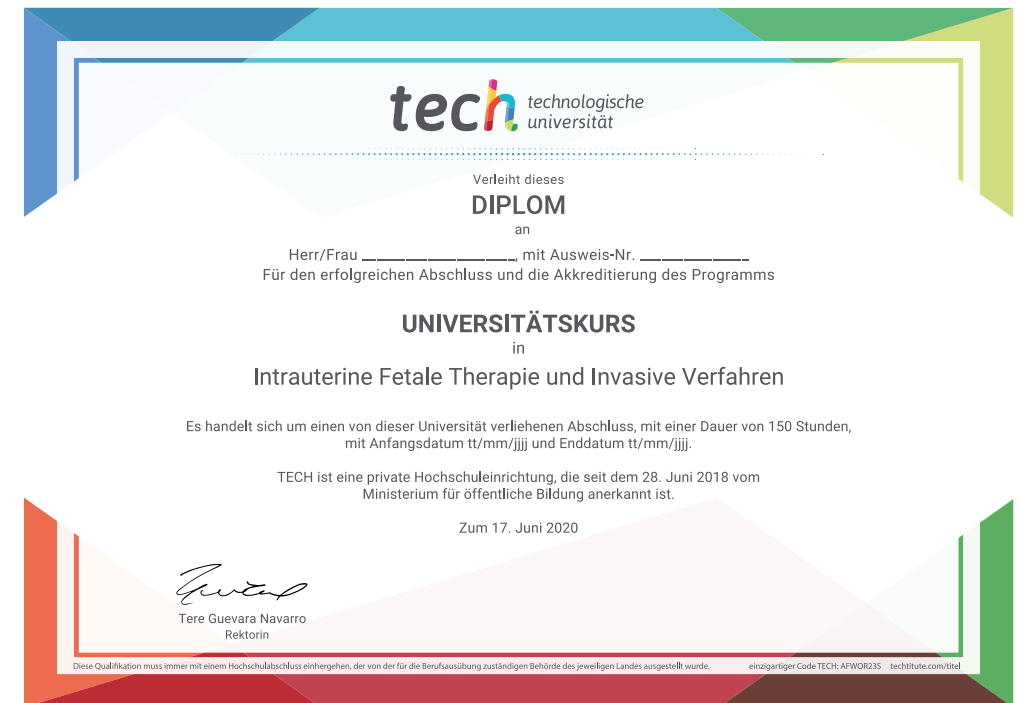 tech technologische
universität
Verleiht dieses
DIPLOM
an
Herr/Frau ___________________, mit Ausweis-Nr. ______________
Für den erfolgreichen Abschluss und die Akkreditierung des Programms
UNIVERSITÄTSKURS
in
Intrauterine Fetale Therapie und Invasive Verfahren
Es handelt sich um einen von dieser Universität verliehenen Abschluss, mit einer Dauer von 150 Stunden,
mit Anfangsdatum tt/mm/jjjj und Enddatum tt/mm/jjjj.
TECH ist eine private Hochschuleinrichtung, die seit dem 28. Juni 2018 vom
Ministerium für öffentliche Bildung anerkannt ist.
Zum 17. Juni 2020
Tere Guevara Navarro
Rektorin
Diese Qualifikation muss immer mit einem Hochschulabschluss einhergehen, der von der für die Berufsausübung zuständigen Behörde des jeweiligen Landes ausgestellt wurde. einzigartiger Code TECH: AFWOR23S techtitute.com/titel